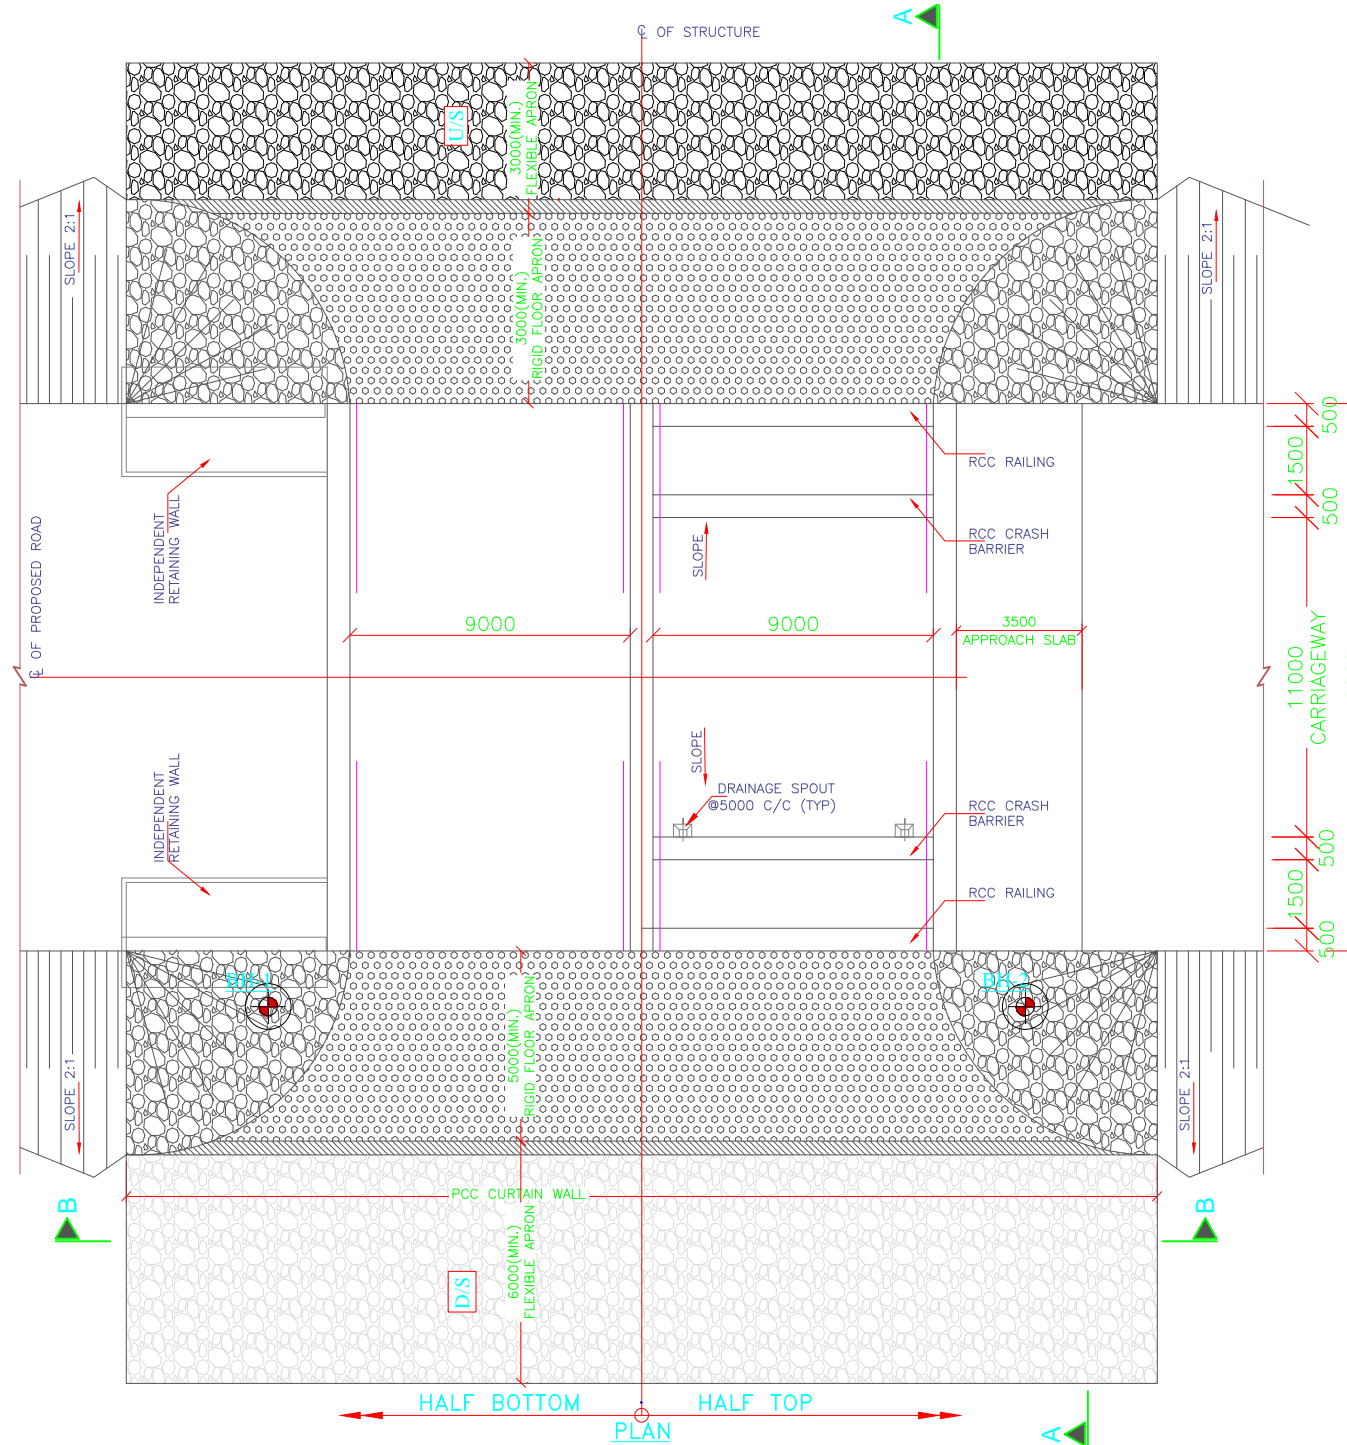 A
℄ OF STRUCTURE
U/S
3000(MIN.)
FLEXIBLE APRON
SLOPE 2:1
SLOPE 2:1
3000(MIN.)
RIGID FLOOR APRON
500
1500
500
RCC RAILING
RCC CRASH
BARRIER
INDEPENDENT
RETAINING WALL
℄ OF PROPOSED ROAD
SLOPE
9000
9000
3500
APPROACH SLAB
11000
CARRIAGEWAY
SLOPE
DRAINAGE SPOUT
@5000 C/C (TYP)
INDEPENDENT
RETAINING WALL
RCC CRASH
BARRIER
500
1500
500
RCC RAILING
BH-1
BH-2
5000(MIN.)
RIGID FLOOR APRON
SLOPE 2:1
SLOPE 2:1
PCC CURTAIN WALL
B
B
6000(MIN.)
FLEXIBLE APRON
D/S
HALF BOTTOM
HALF TOP
PLAN
A